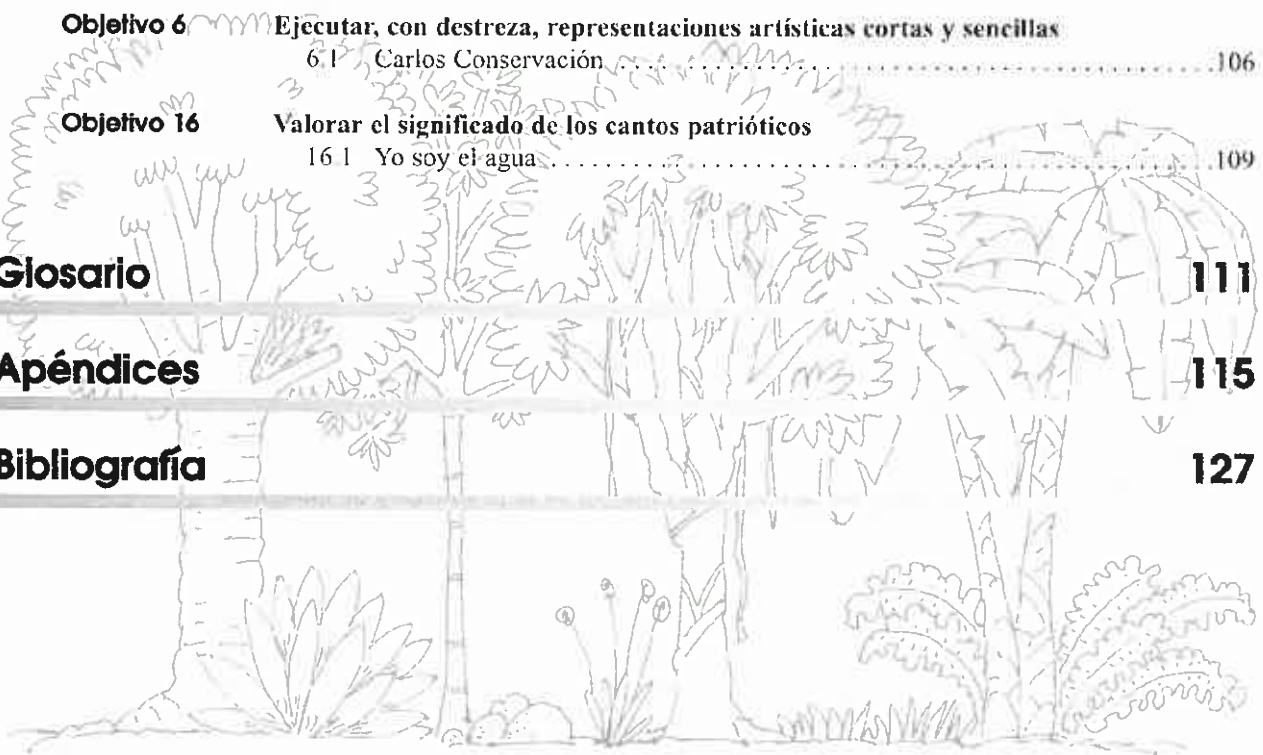 Objetivo 6 Ejecutar, con destreza, representaciones artísticas cortas y sencillas
6.1 Carlos Conservación 106
Objetivo 16 Valorar el significado de los cantos patrióticos
16 1 Yo soy el agua 109
Glosario 111
Apéndices 115
Bibliografía 127